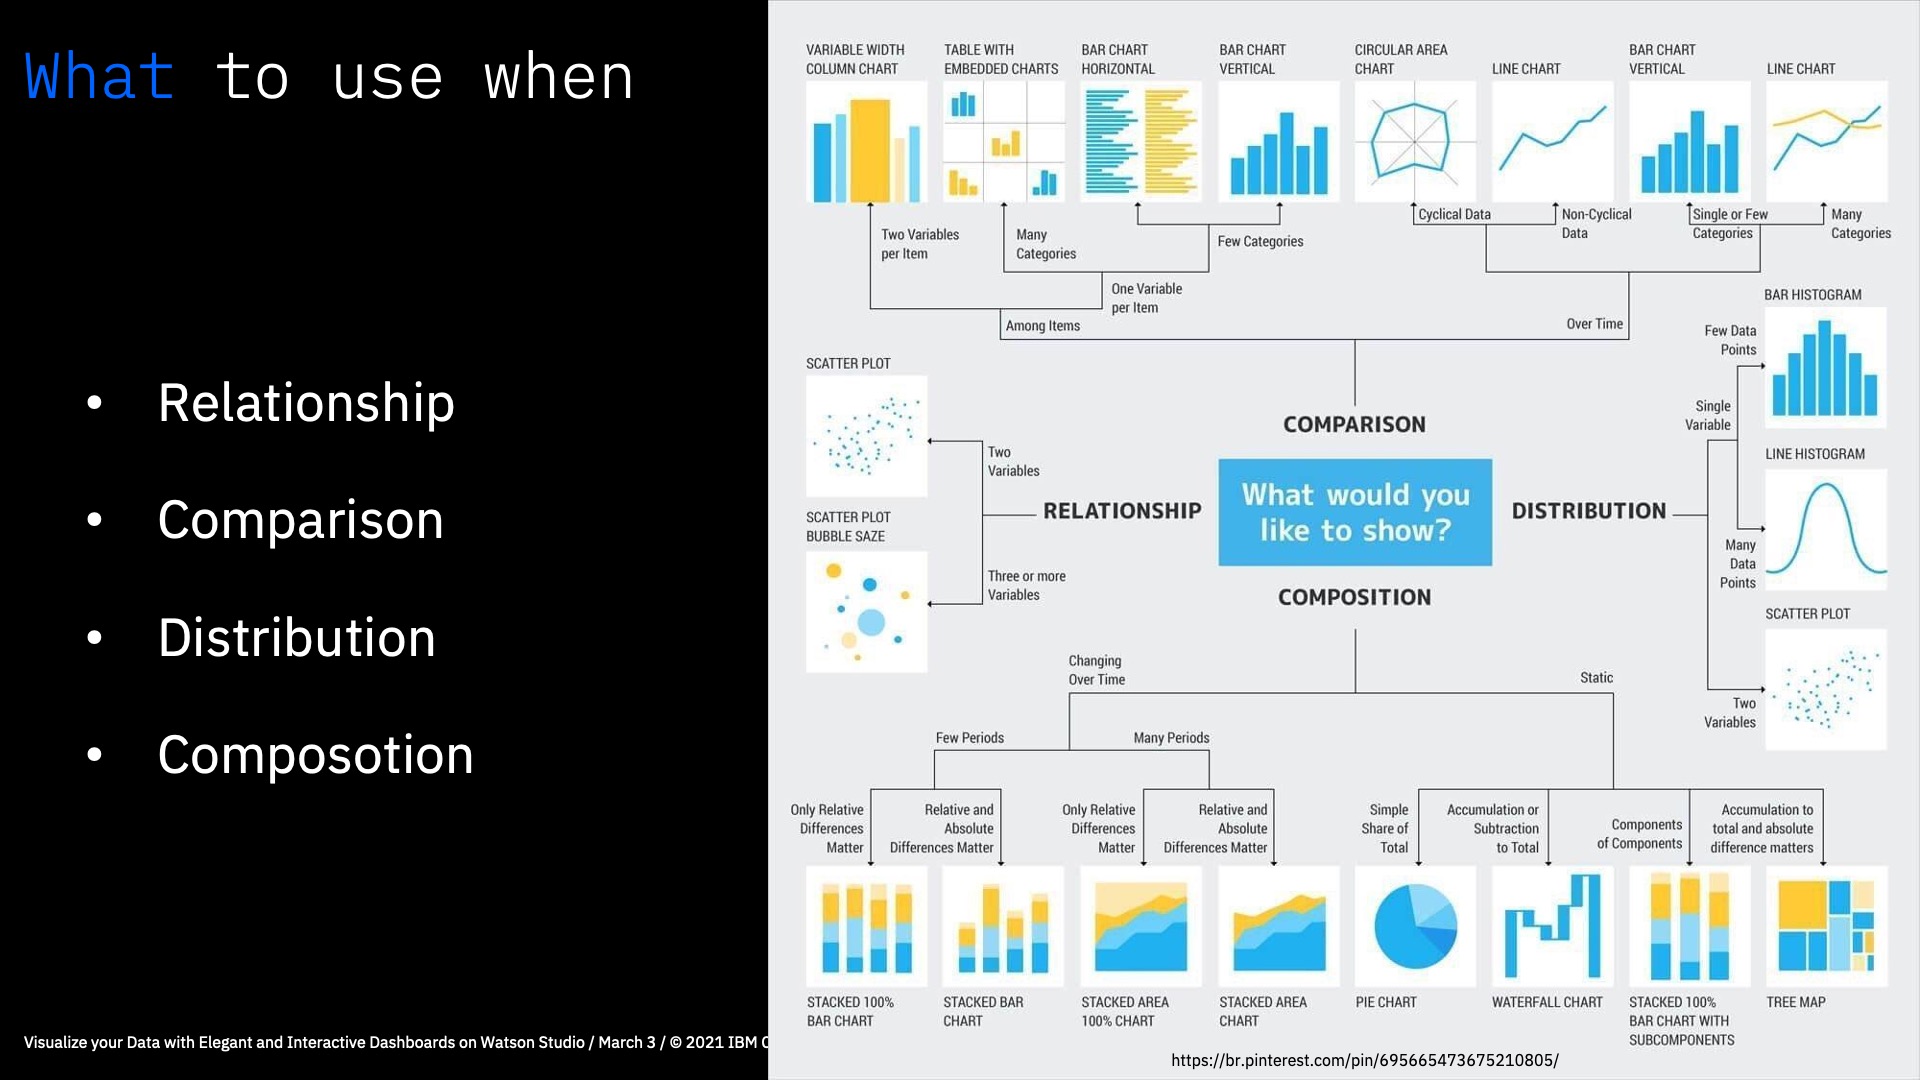 What to use when
• Relationship
• Comparison
• Distribution
• Composotion
Visualize your Data with Elegant and Interactive Dashboards on Watson Studio / March 3 / © 2021 IBM C
VARIABLE WIDTH
COLUMN CHART
TABLE WITH
EMBEDDED CHARTS
BAR CHART
HORIZONTAL
BAR CHART
VERTICAL
CIRCULAR AREA
CHART
LINE CHART
BAR CHART
VERTICAL
LINE CHART
Two Variables
per Item
Many
Categories
Few Categories
Cyclical Data
Non-Cyclical
Data
Single or Few
Categories
Many
Categories
One Variable
per Item
Among Items
Over Time
SCATTER PLOT
Two
Variables
SCATTER PLOT
BUBBLE SAZE
Three or more
Variables
RELATIONSHIP
COMPARISON
What would you
like to show?
COMPOSITION
DISTRIBUTION
BAR HISTOGRAM
Few Data
Points
Single
Variable
LINE HISTOGRAM
Many
Data
Points
SCATTER PLOT
Two
Variables
Changing
Over Time
Static
Few Periods
Many Periods
Only Relative
Differences
Matter
Relative and
Absolute
Differences Matter
Only Relative
Differences
Matter
Relative and
Absolute
Differences Matter
Simple
Share of
Total
Accumulation or
Subtraction
to Total
Components
of Components
Accumulation to
total and absolute
difference matters
STACKED 100%
BAR CHART
STACKED BAR
CHART
STACKED AREA
100% CHART
STACKED AREA
CHART
PIE CHART
WATERFALL CHART
STACKED 100%
BAR CHART WITH
SUBCOMPONENTS
TREE MAP
https://br.pinterest.com/pin/695665473675210805/